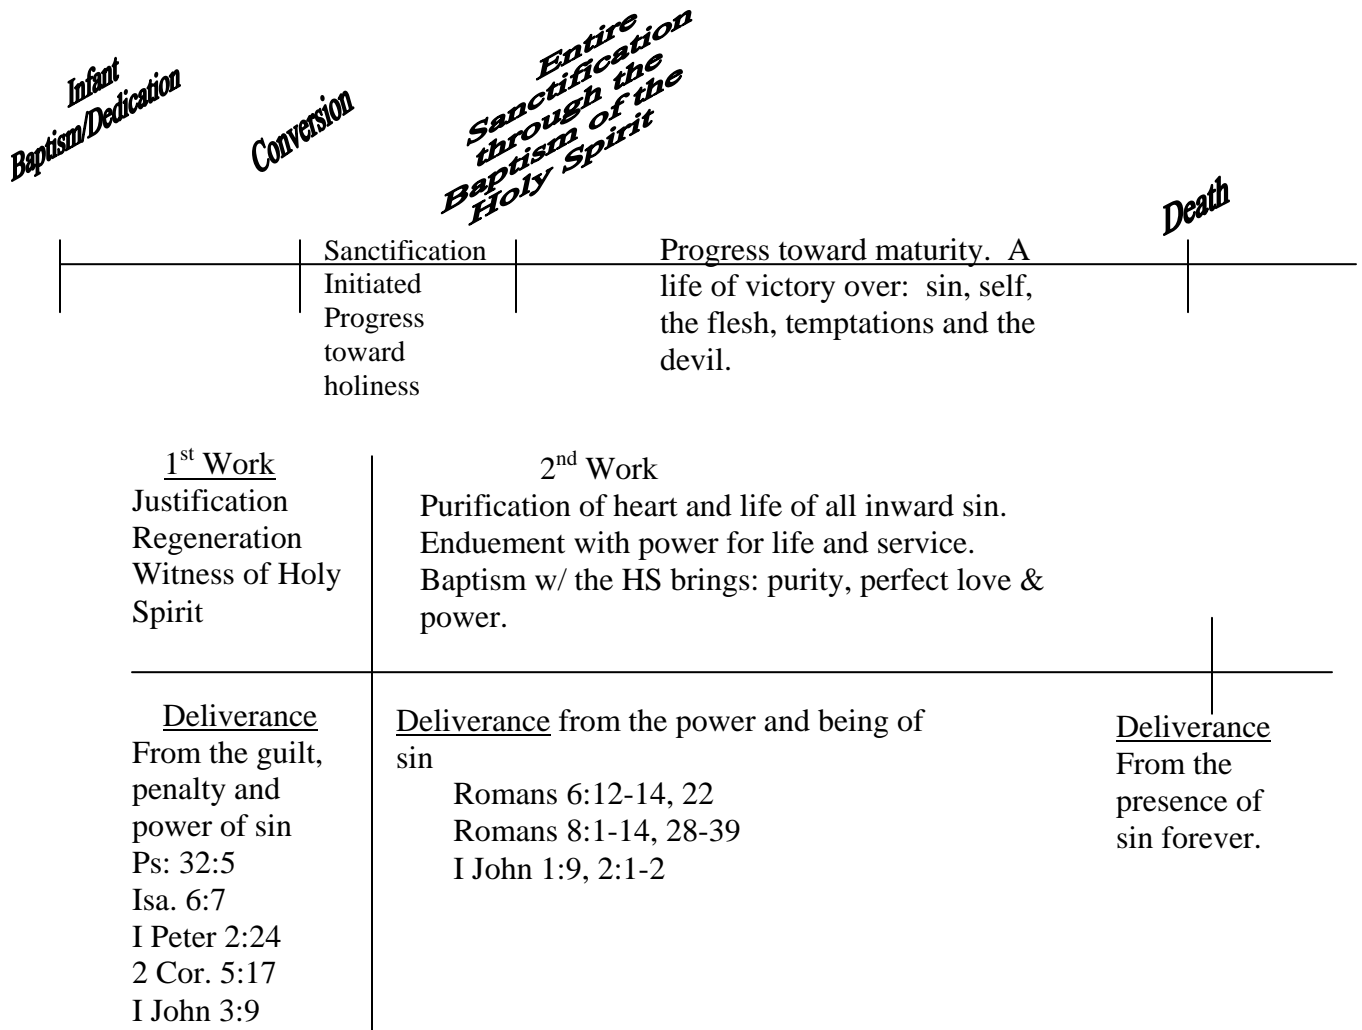 Infant
Baptism/Dedication
Conversion
Entire
Sanctification
through the
Baptism of the
Holy Spirit
Death
Sanctification
Initiated
Progress
toward
holiness
Progress toward maturity.  A
life of victory over:  sin, self,
the flesh, temptations and the
devil.
1st Work
Justification
Regeneration
Witness of Holy
Spirit
2nd Work
Purification of heart and life of all inward sin.
Enduement with power for life and service.
Baptism w/ the HS brings: purity, perfect love &
power.
Deliverance
From the guilt,
penalty and
power of sin
Ps: 32:5
Isa. 6:7
I Peter 2:24
2 Cor. 5:17
I John 3:9
Deliverance from the power and being of
sin
Romans 6:12-14, 22
Romans 8:1-14, 28-39
I John 1:9, 2:1-2
Deliverance
From the
presence of
sin forever.